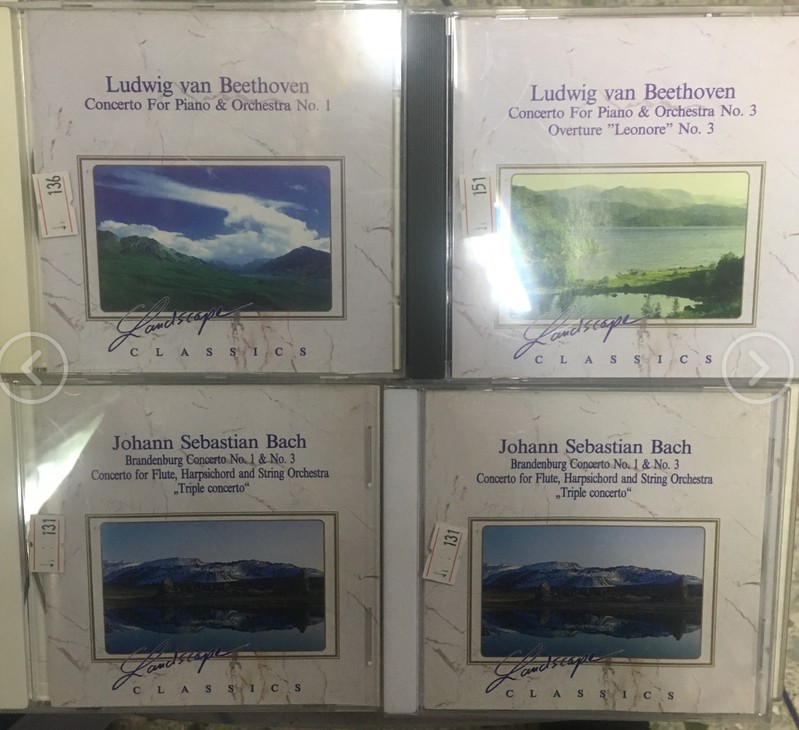 Ludwig van Beethoven
Concerto For Piano & Orchestra No. 1
136
Landscape
CLASSICS
Ludwig van Beethoven
Concerto For Piano & Orchestra No. 3
Overture "Leonore" No. 3
151
Landscape
CLASSICS
Johann Sebastian Bach
Brandenburg Concerto No. 1 & No. 3
Concerto for Flute, Harpsichord and String Orchestra
„Triple concerto“
131
Landscape
CLASSICS
Johann Sebastian Bach
Brandenburg Concerto No. 1 & No. 3
Concerto for Flute, Harpsichord and String Orchestra
„Triple concerto“
131
Landscape
CLASSICS